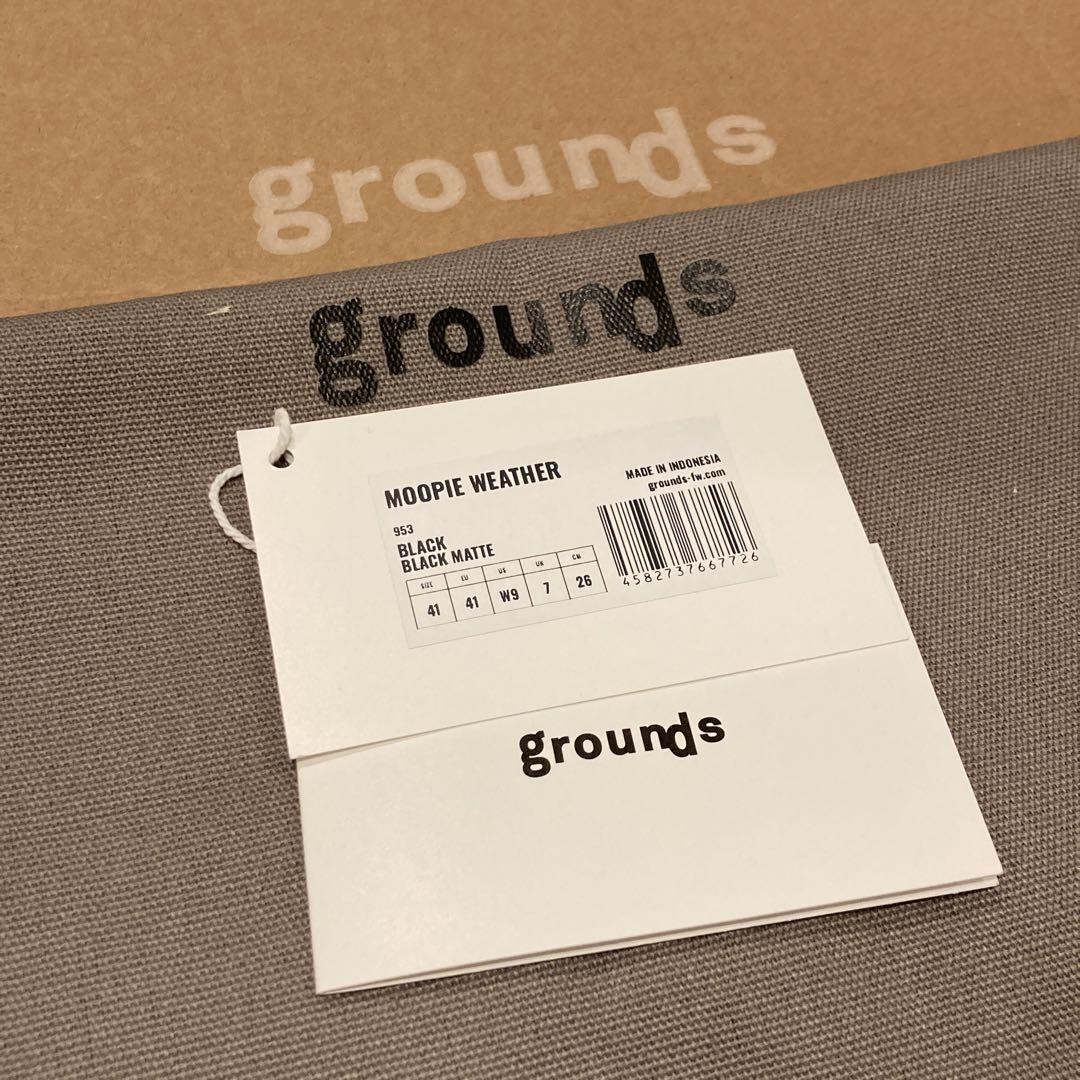 grounds
grounds
MOOPIE WEATHER
MADE IN INDONESIA
grounds-fw.com
953
BLACK
BLACK MATTE
SIZE EU US UK CM
41 41 W9 7 26
4582737667726
grounds